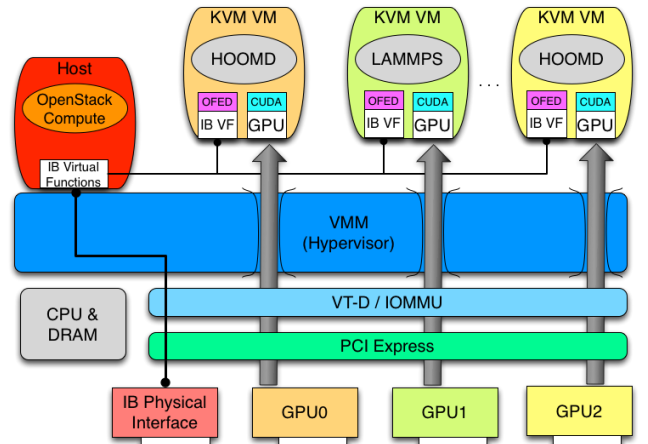 KVM VM
KVM VM
KVM VM
Host
HOOMD
LAMMPS
HOOMD
OpenStack
Compute
. . .
OFED
CUDA
OFED
CUDA
OFED
CUDA
IB VF
GPU
IB VF
GPU
IB VF
GPU
IB Virtual
Functions
VMM
(Hypervisor)
VT-D / IOMMU
CPU &
DRAM
PCI Express
IB Physical
Interface
GPU0
GPU1
GPU2